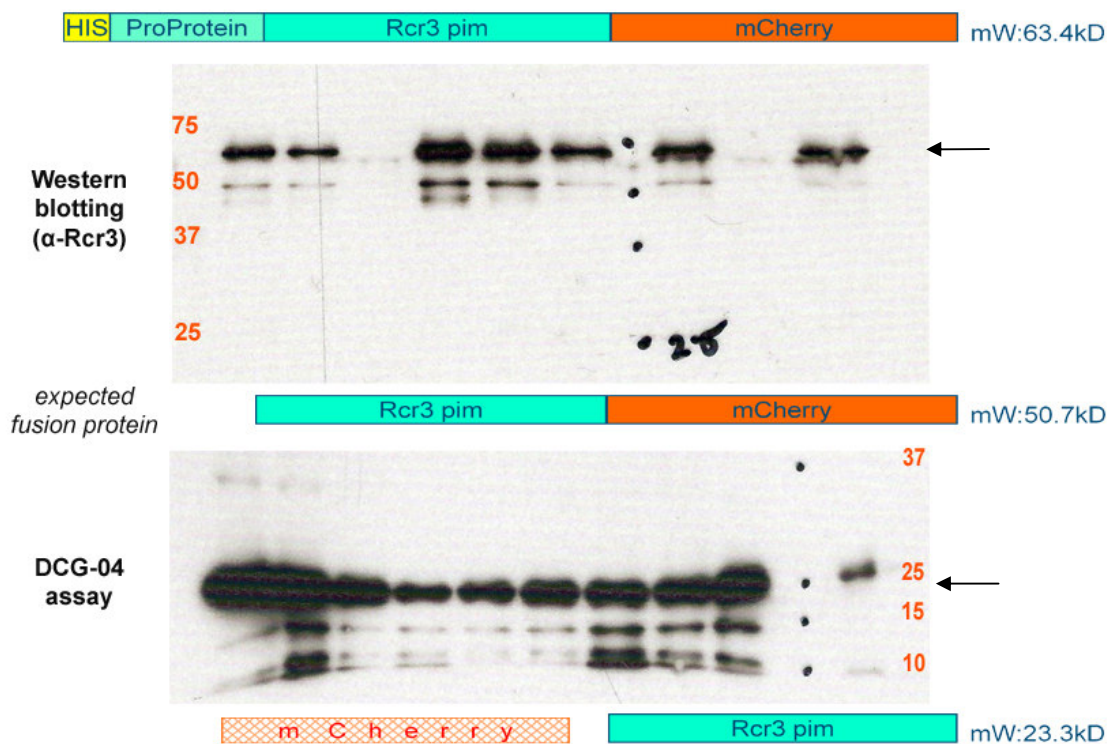 HIS ProProtein Rcr3 pim mCherry mW:63.4kD
75
Western
blotting
(α-Rcr3)
50
37
25
25
expected
fusion protein
Rcr3 pim mCherry mW:50.7kD
37
DCG-04
assay
25
15
10
mCherry Rcr3 pim mW:23.3kD